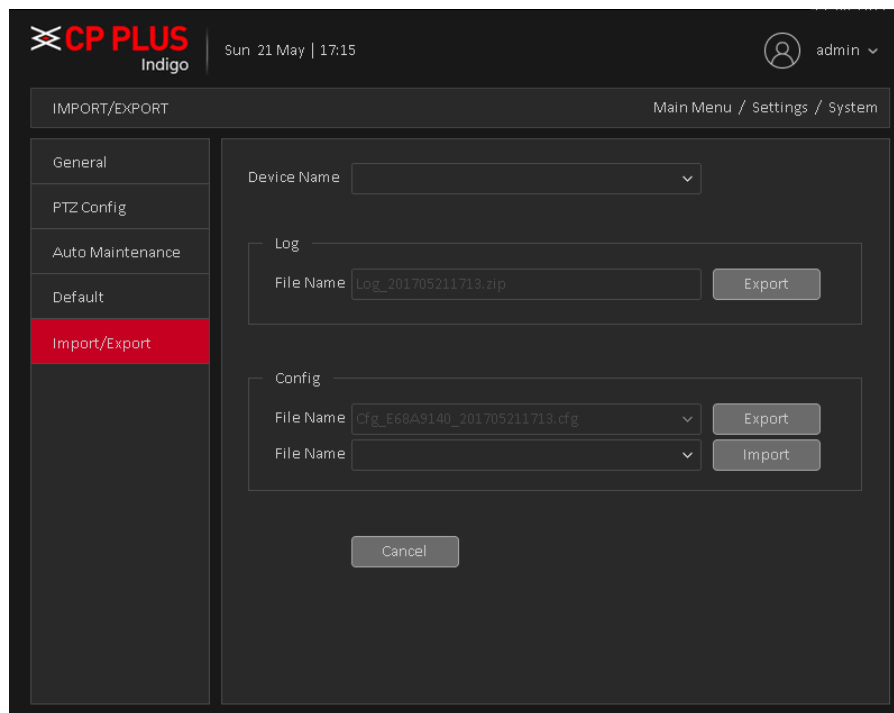 CP PLUS
Indigo
Sun 21 May | 17:15
admin
IMPORT/EXPORT
Main Menu / Settings / System
General
PTZ Config
Auto Maintenance
Default
Import/Export
Device Name
Log
File Name Log_201705211713.zip Export
Config
File Name Cfg_E68A9140_201705211713.cfg Export
File Name Import
Cancel